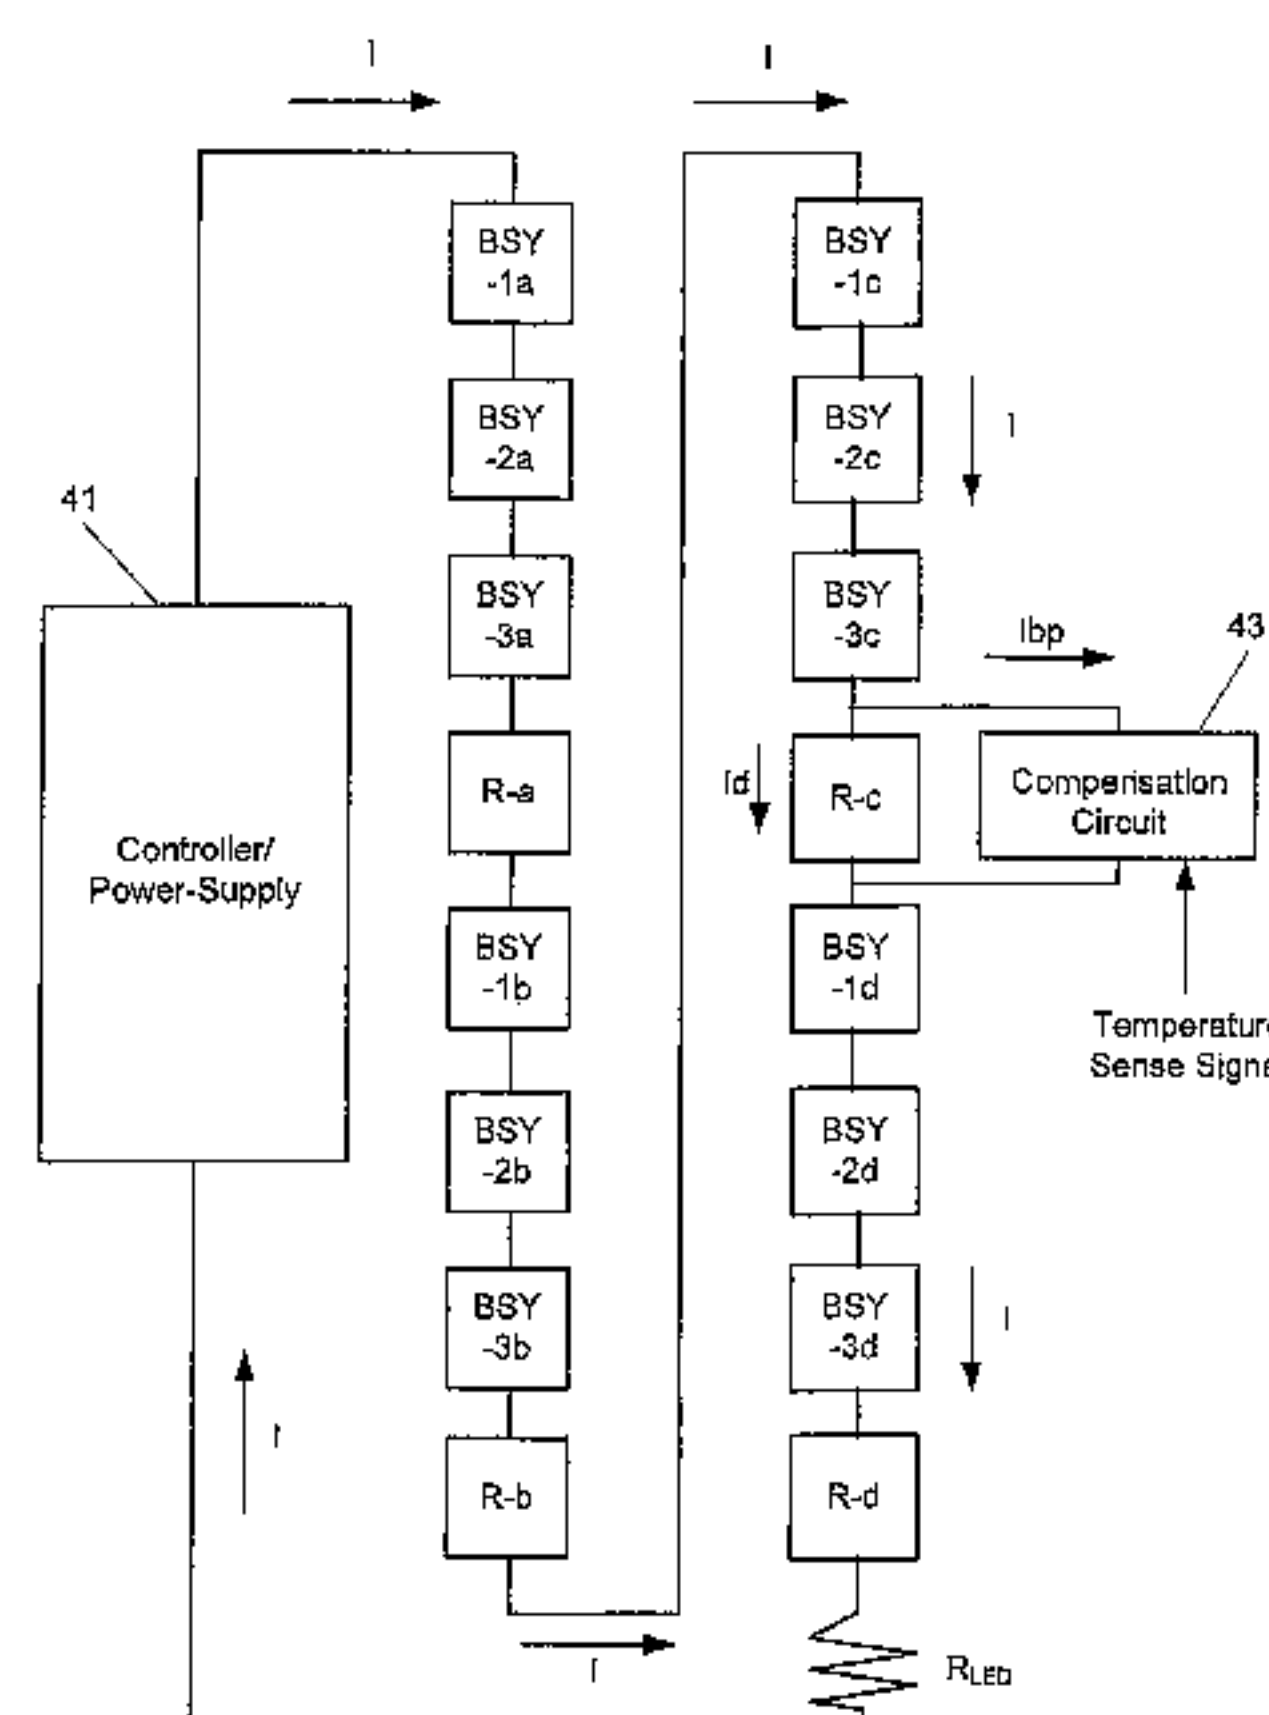 I
I
BSY
-1a
BSY
-1c
BSY
-2a
BSY
-2c
I
41
BSY
-3a
BSY
-3c
Ibp
43
R-a
Id
R-c
Compensation
Circuit
Controller/
Power-Supply
BSY
-1b
BSY
-1d
Temperature
Sense Signa
BSY
-2b
BSY
-2d
BSY
-3b
BSY
-3d
I
I
R-b
R-d
I
RLED